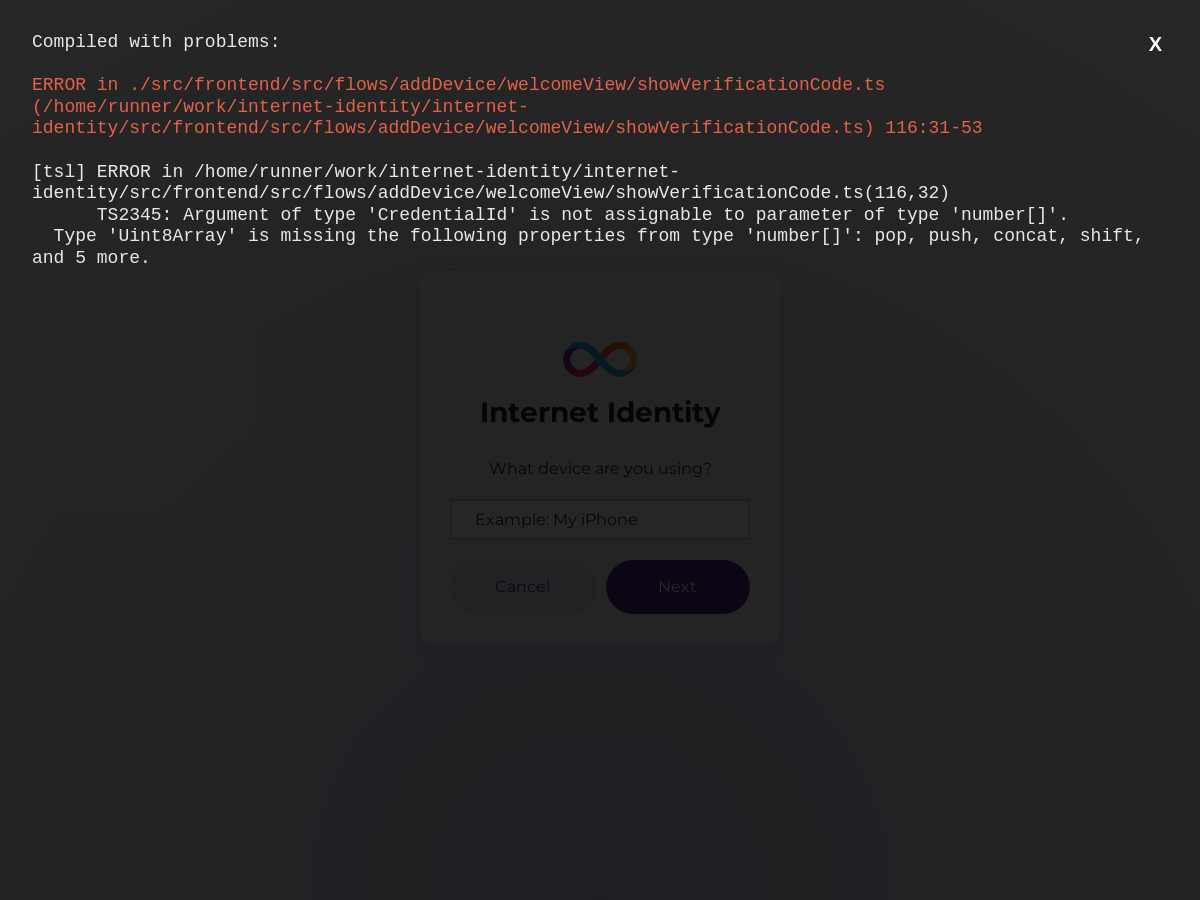 Compiled with problems:
X
ERROR in ./src/frontend/src/flows/addDevice/welcomeView/showVerificationCode.ts
(/home/runner/work/internet-identity/internet-
identity/src/frontend/src/flows/addDevice/welcomeView/showVerificationCode.ts) 116:31-53
[tsl] ERROR in /home/runner/work/internet-identity/internet-
identity/src/frontend/src/flows/addDevice/welcomeView/showVerificationCode.ts(116,32)
TS2345: Argument of type 'CredentialId' is not assignable to parameter of type 'number[]'.
Type 'Uint8Array' is missing the following properties from type 'number[]': pop, push, concat, shift,
and 5 more.
Internet Identity
What device are you using?
Example: My iPhone
Cancel
Next